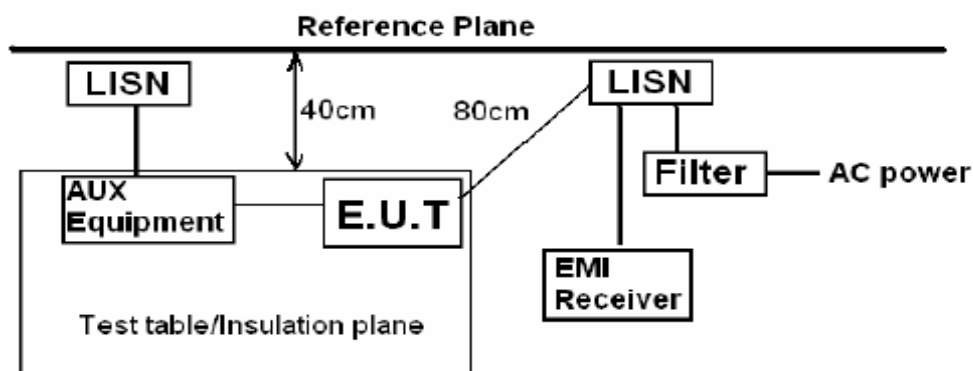 Reference Plane
LISN
40cm
80cm
LISN
Filter
AC power
AUX
Equipment
E.U.T
EMI
Receiver
Test table/Insulation plane